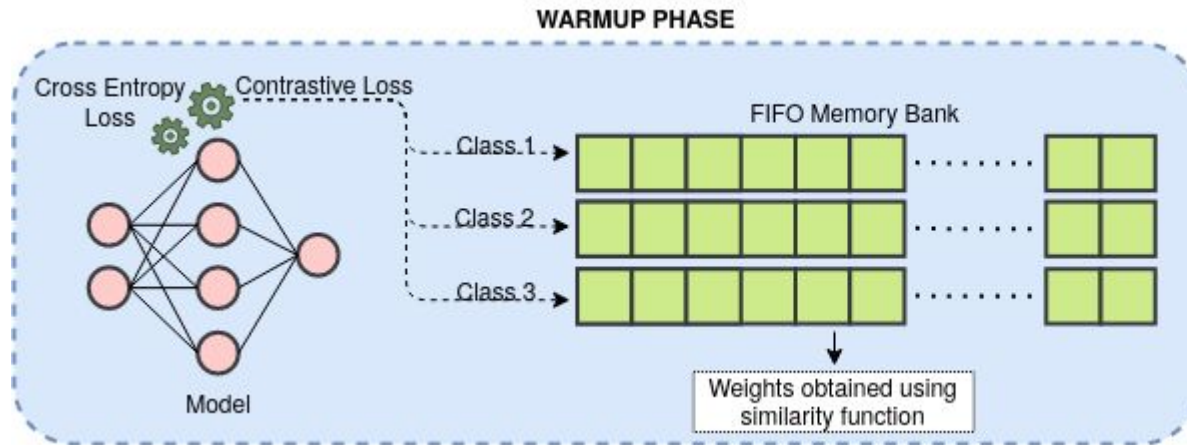 WARMUP PHASE
Cross Entropy
Loss
Contrastive Loss
FIFO Memory Bank
Class 1
Class 2
Class 3
Model
Weights obtained using
similarity function